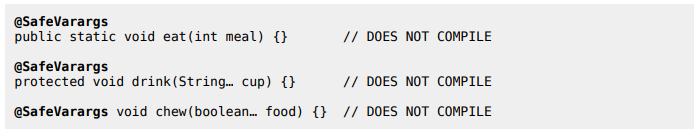 @SafeVarargs
public static void eat(int meal) {} // DOES NOT COMPILE
@SafeVarargs
protected void drink(String… cup) {} // DOES NOT COMPILE
@SafeVarargs void chew(boolean… food) {} // DOES NOT COMPILE